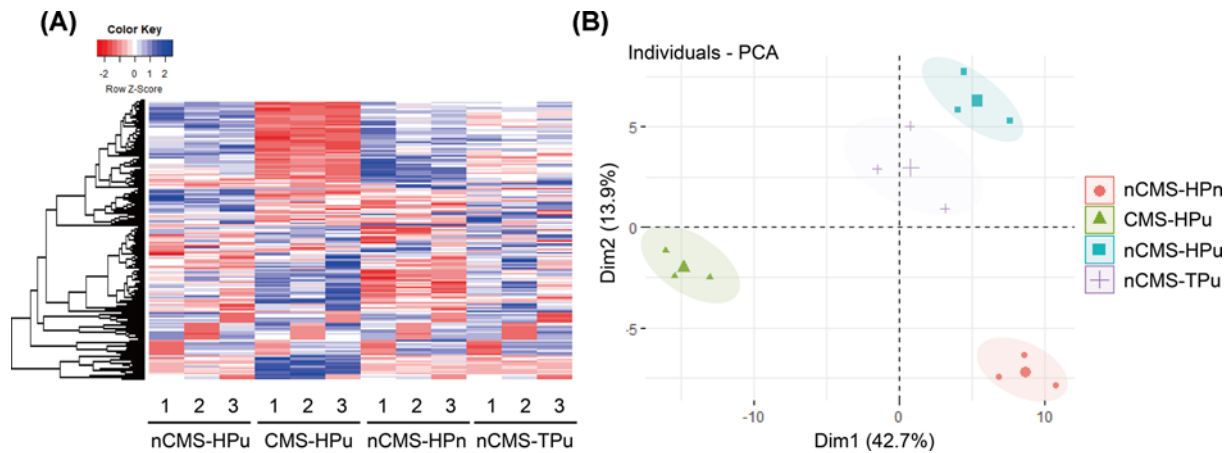 (A)
Color Key
-2 -1 0 1 2
Row Z-Score
1 2 3 1 2 3 1 2 3 1 2 3
nCMS-HPu CMS-HPu nCMS-HPn nCMS-TPu
(B)
Individuals - PCA
5
0
-5
Dim2 (13.9%)
-10 0 10
Dim1 (42.7%)
nCMS-HPn
CMS-HPu
nCMS-HPu
nCMS-TPu